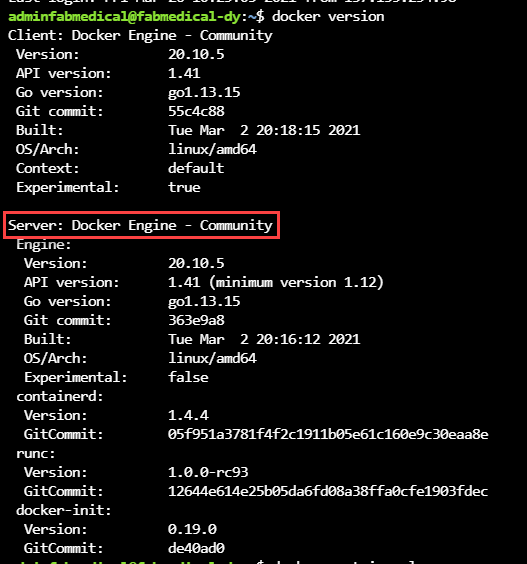 adminfabmedical@fabmedical-dy:~$ docker version
Client: Docker Engine - Community
Version: 20.10.5
API version: 1.41
Go version: go1.13.15
Git commit: 55c4c88
Built: Tue Mar 2 20:18:15 2021
OS/Arch: linux/amd64
Context: default
Experimental: true
Server: Docker Engine - Community
Engine:
Version: 20.10.5
API version: 1.41 (minimum version 1.12)
Go version: go1.13.15
Git commit: 363e9a8
Built: Tue Mar 2 20:16:12 2021
OS/Arch: linux/amd64
Experimental: false
containerd:
Version: 1.4.4
GitCommit: 05f951a3781f4f2c1911b05e61c160e9c30eaa8e
runc:
Version: 1.0.0-rc93
GitCommit: 12644e614e25b05da6fd08a38ffa0cfe1903fdec
docker-init:
Version: 0.19.0
GitCommit: de40ad0